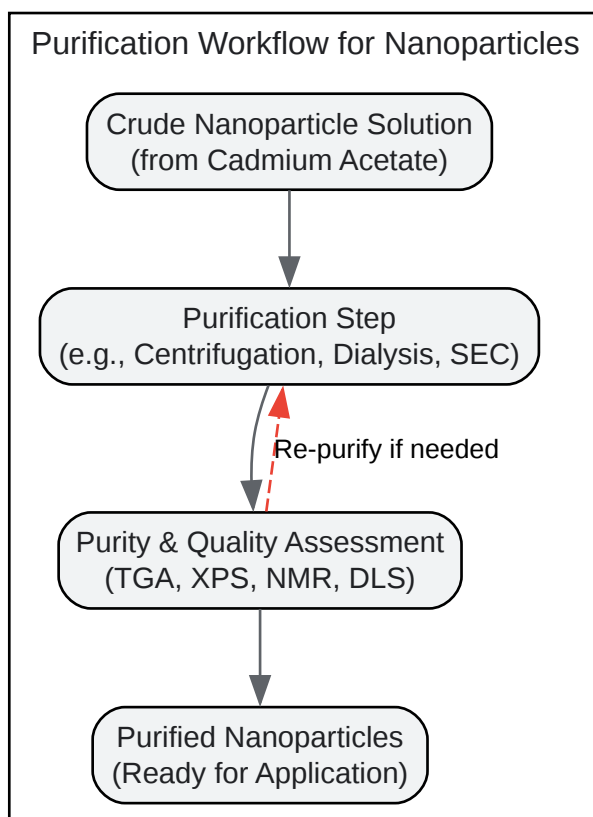 Purification Workflow for Nanoparticles
Crude Nanoparticle Solution
(from Cadmium Acetate)
Purification Step
(e.g., Centrifugation, Dialysis, SEC)
Re-purify if needed
Purity & Quality Assessment
(TGA, XPS, NMR, DLS)
Purified Nanoparticles
(Ready for Application)